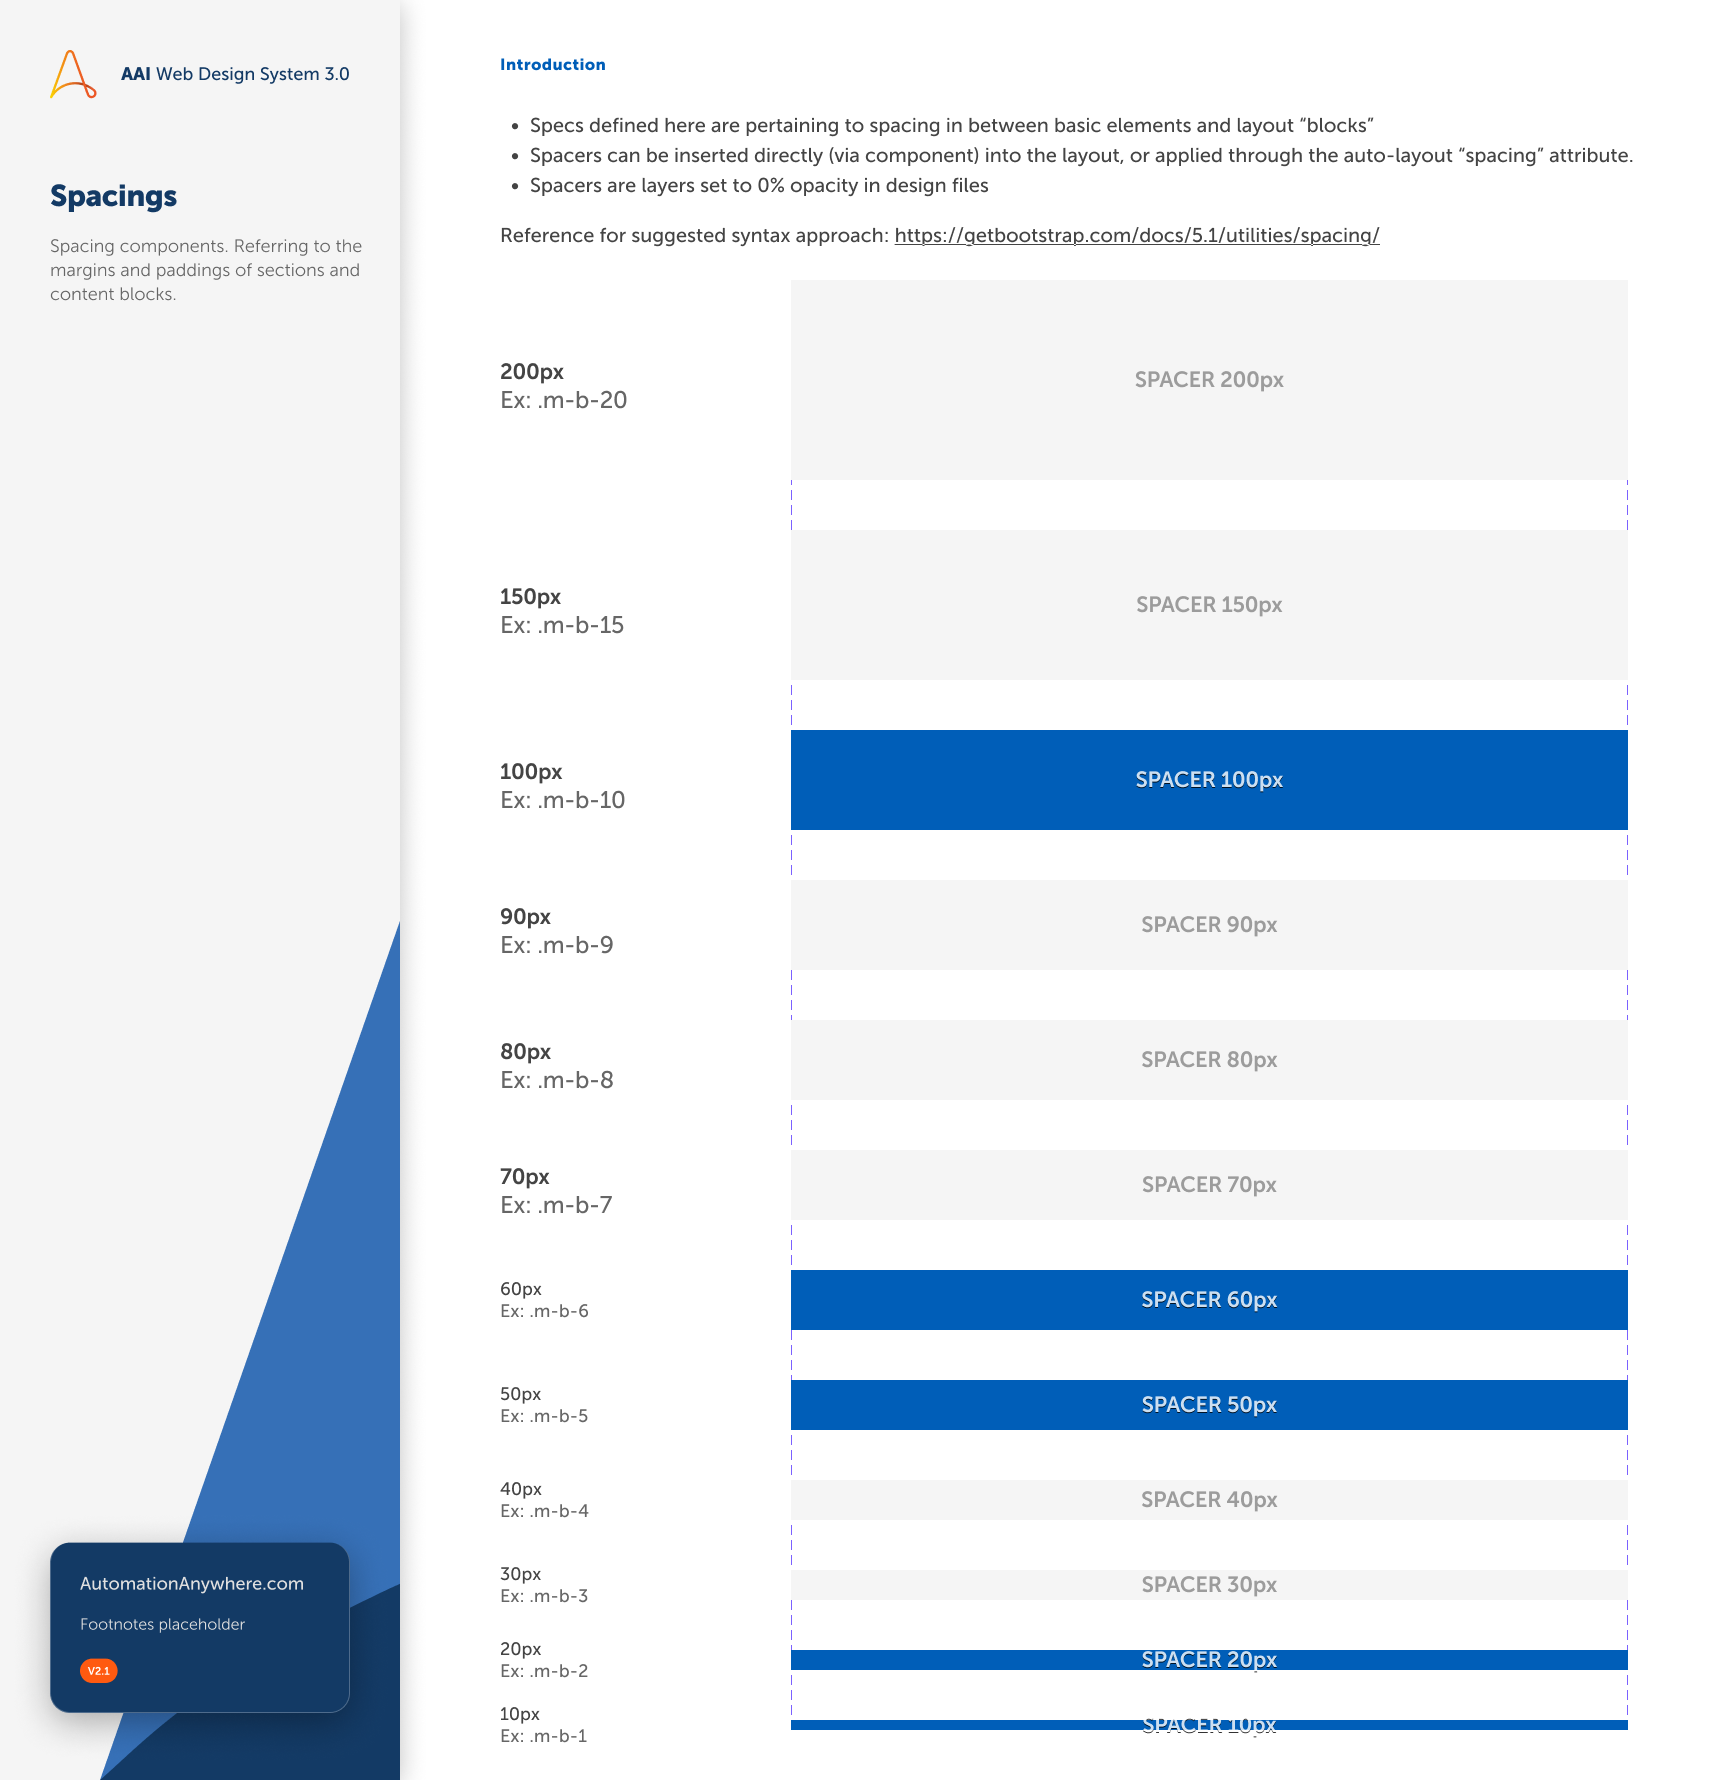 AAI Web Design System 3.0
Spacings
Spacing components. Referring to the
margins and paddings of sections and
content blocks.
AutomationAnywhere.com
Footnotes placeholder
V2.1
Introduction
• Specs defined here are pertaining to spacing in between basic elements and layout “blocks”
• Spacers can be inserted directly (via component) into the layout, or applied through the auto-layout “spacing” attribute.
• Spacers are layers set to 0% opacity in design files
Reference for suggested syntax approach: https://getbootstrap.com/docs/5.1/utilities/spacing/
200px
Ex: .m-b-20
SPACER 200px
150px
Ex: .m-b-15
SPACER 150px
100px
Ex: .m-b-10
SPACER 100px
90px
Ex: .m-b-9
SPACER 90px
80px
Ex: .m-b-8
SPACER 80px
70px
Ex: .m-b-7
SPACER 70px
60px
Ex: .m-b-6
SPACER 60px
50px
Ex: .m-b-5
SPACER 50px
40px
Ex: .m-b-4
SPACER 40px
30px
Ex: .m-b-3
SPACER 30px
20px
Ex: .m-b-2
SPACER 20px
10px
Ex: .m-b-1
SPACER 10px